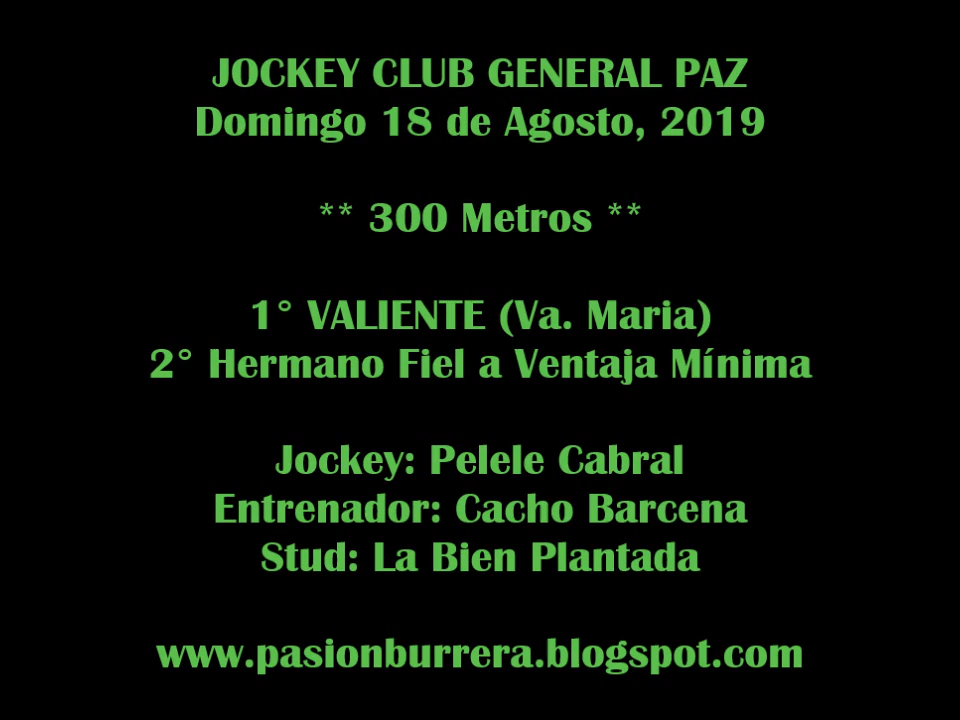 JOCKEY CLUB GENERAL PAZ
Domingo 18 de Agosto, 2019
** 300 Metros **
1° VALIENTE (Va. Maria)
2° Hermano Fiel a Ventaja Mínima
Jockey: Pelele Cabral
Entrenador: Cacho Barcena
Stud: La Bien Plantada
www.pasionburrera.blogspot.com